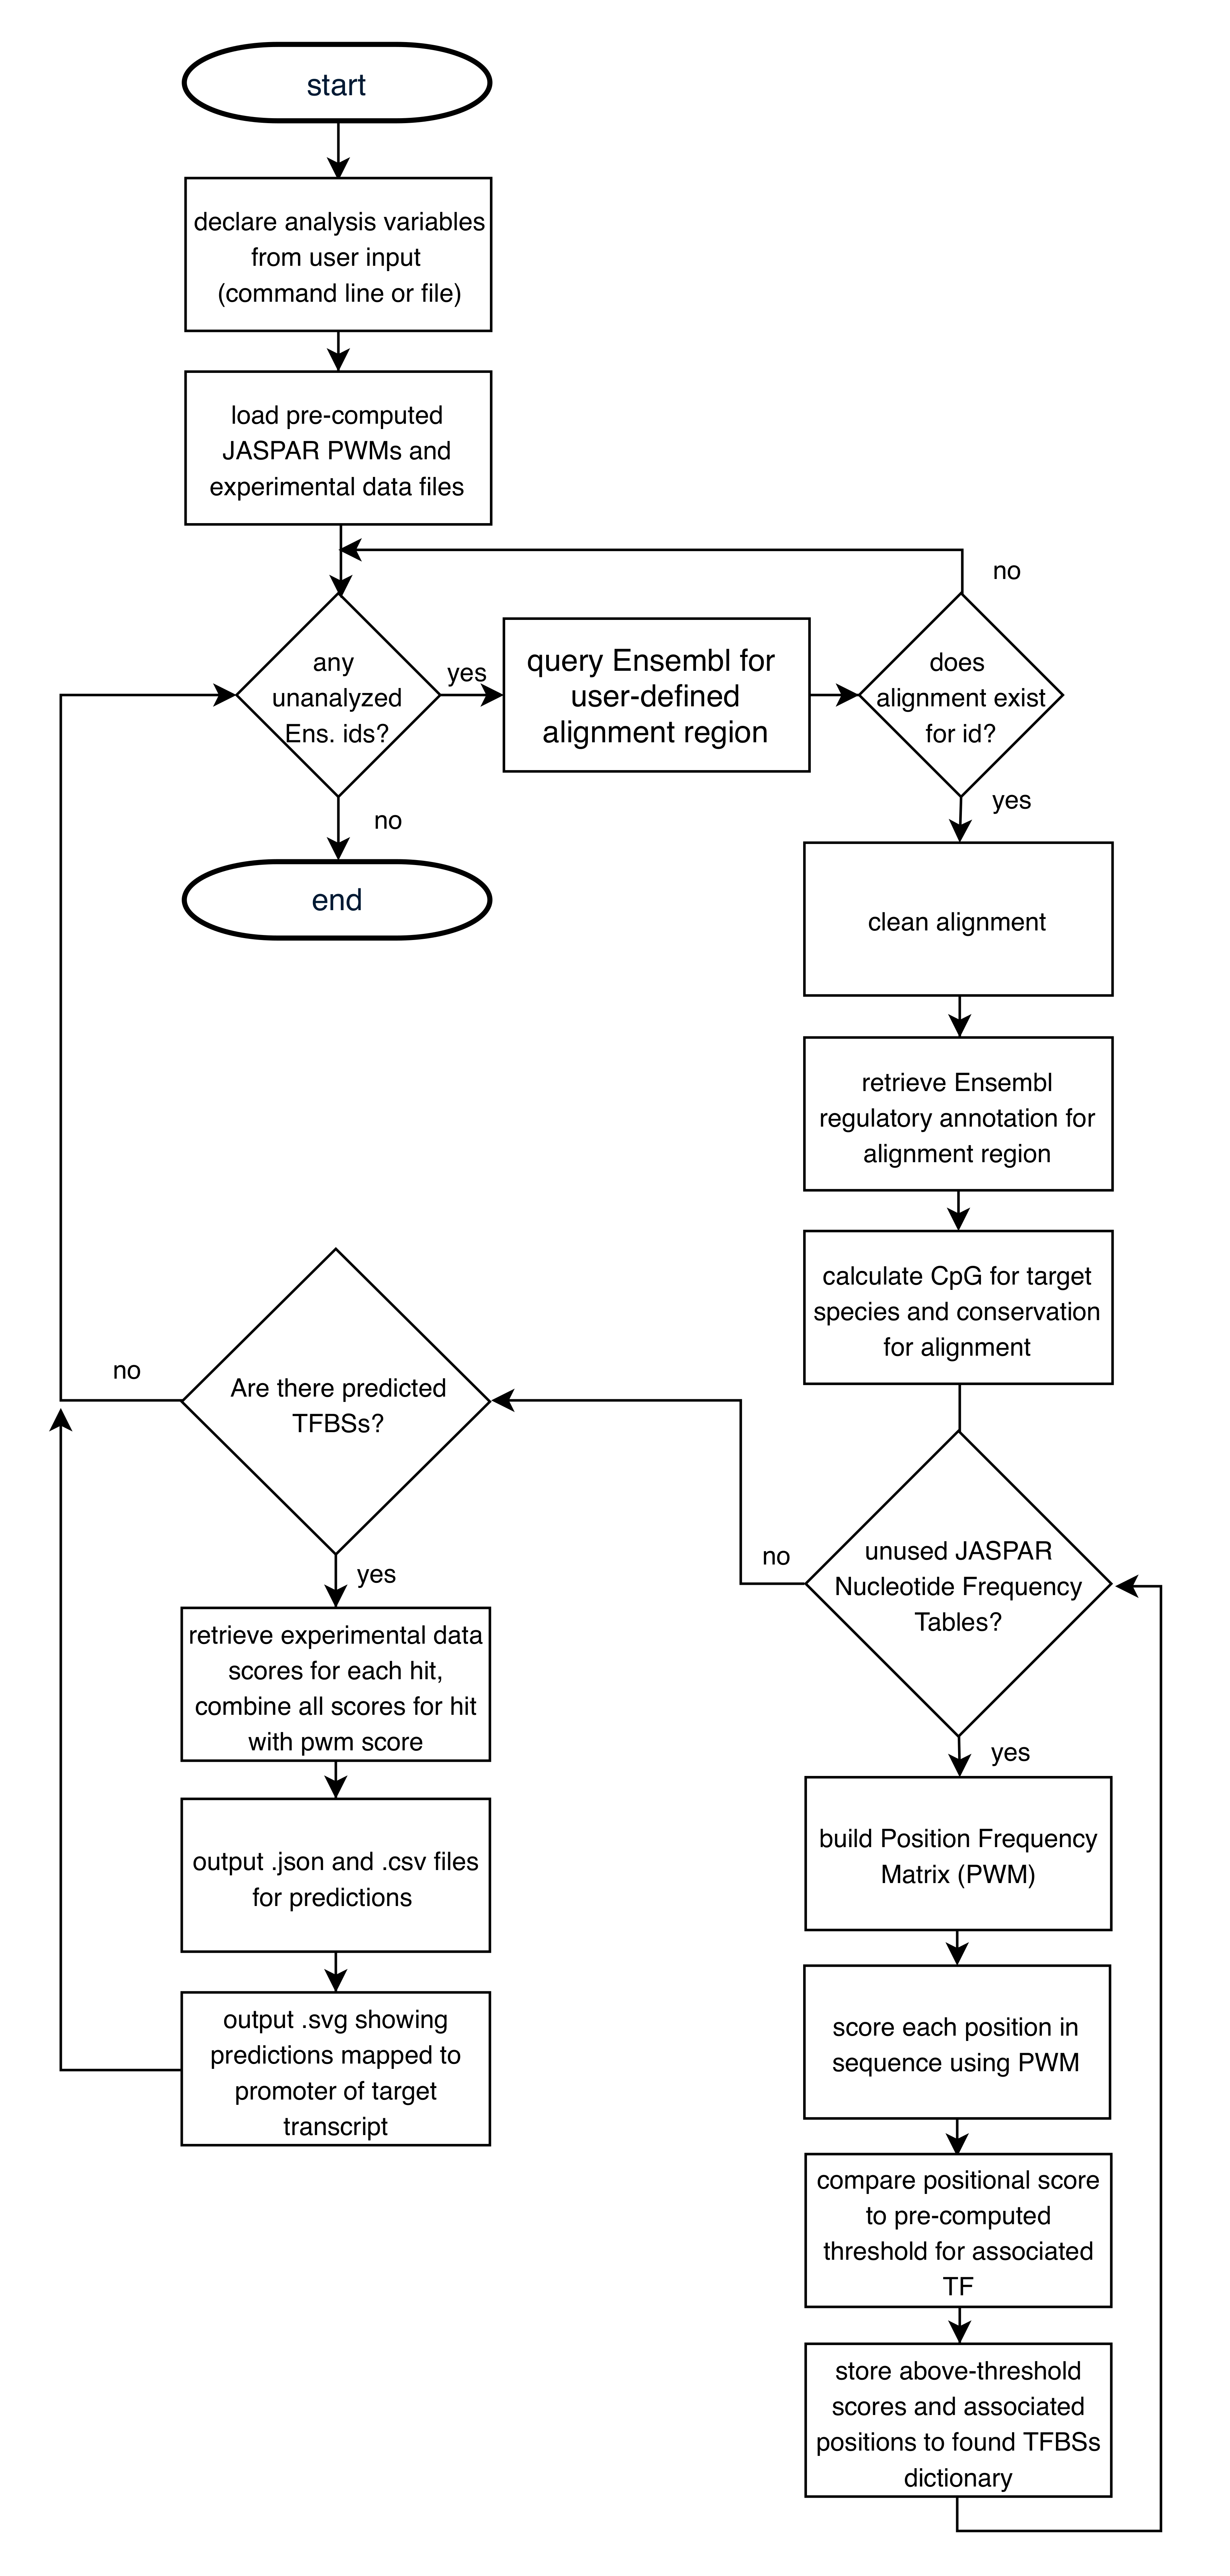 start
declare analysis variables
from user input
(command line or file)
load pre-computed
JASPAR PWMs and
experimental data files
any
unanalyzed
Ens. ids?
yes
query Ensembl for
user-defined
alignment region
does
alignment exist
for id?
no
yes
no
end
clean alignment
retrieve Ensembl
regulatory annotation for
alignment region
calculate CpG for target
species and conservation
for alignment
unused JASPAR
Nucleotide Frequency
Tables?
no
yes
build Position Frequency
Matrix (PWM)
score each position in
sequence using PWM
compare positional score
to pre-computed
threshold for associated
TF
store above-threshold
scores and associated
positions to found TFBSs
dictionary
Are there predicted
TFBSs?
no
yes
retrieve experimental data
scores for each hit,
combine all scores for hit
with pwm score
output .json and .csv files
for predictions
output .svg showing
predictions mapped to
promoter of target
transcript